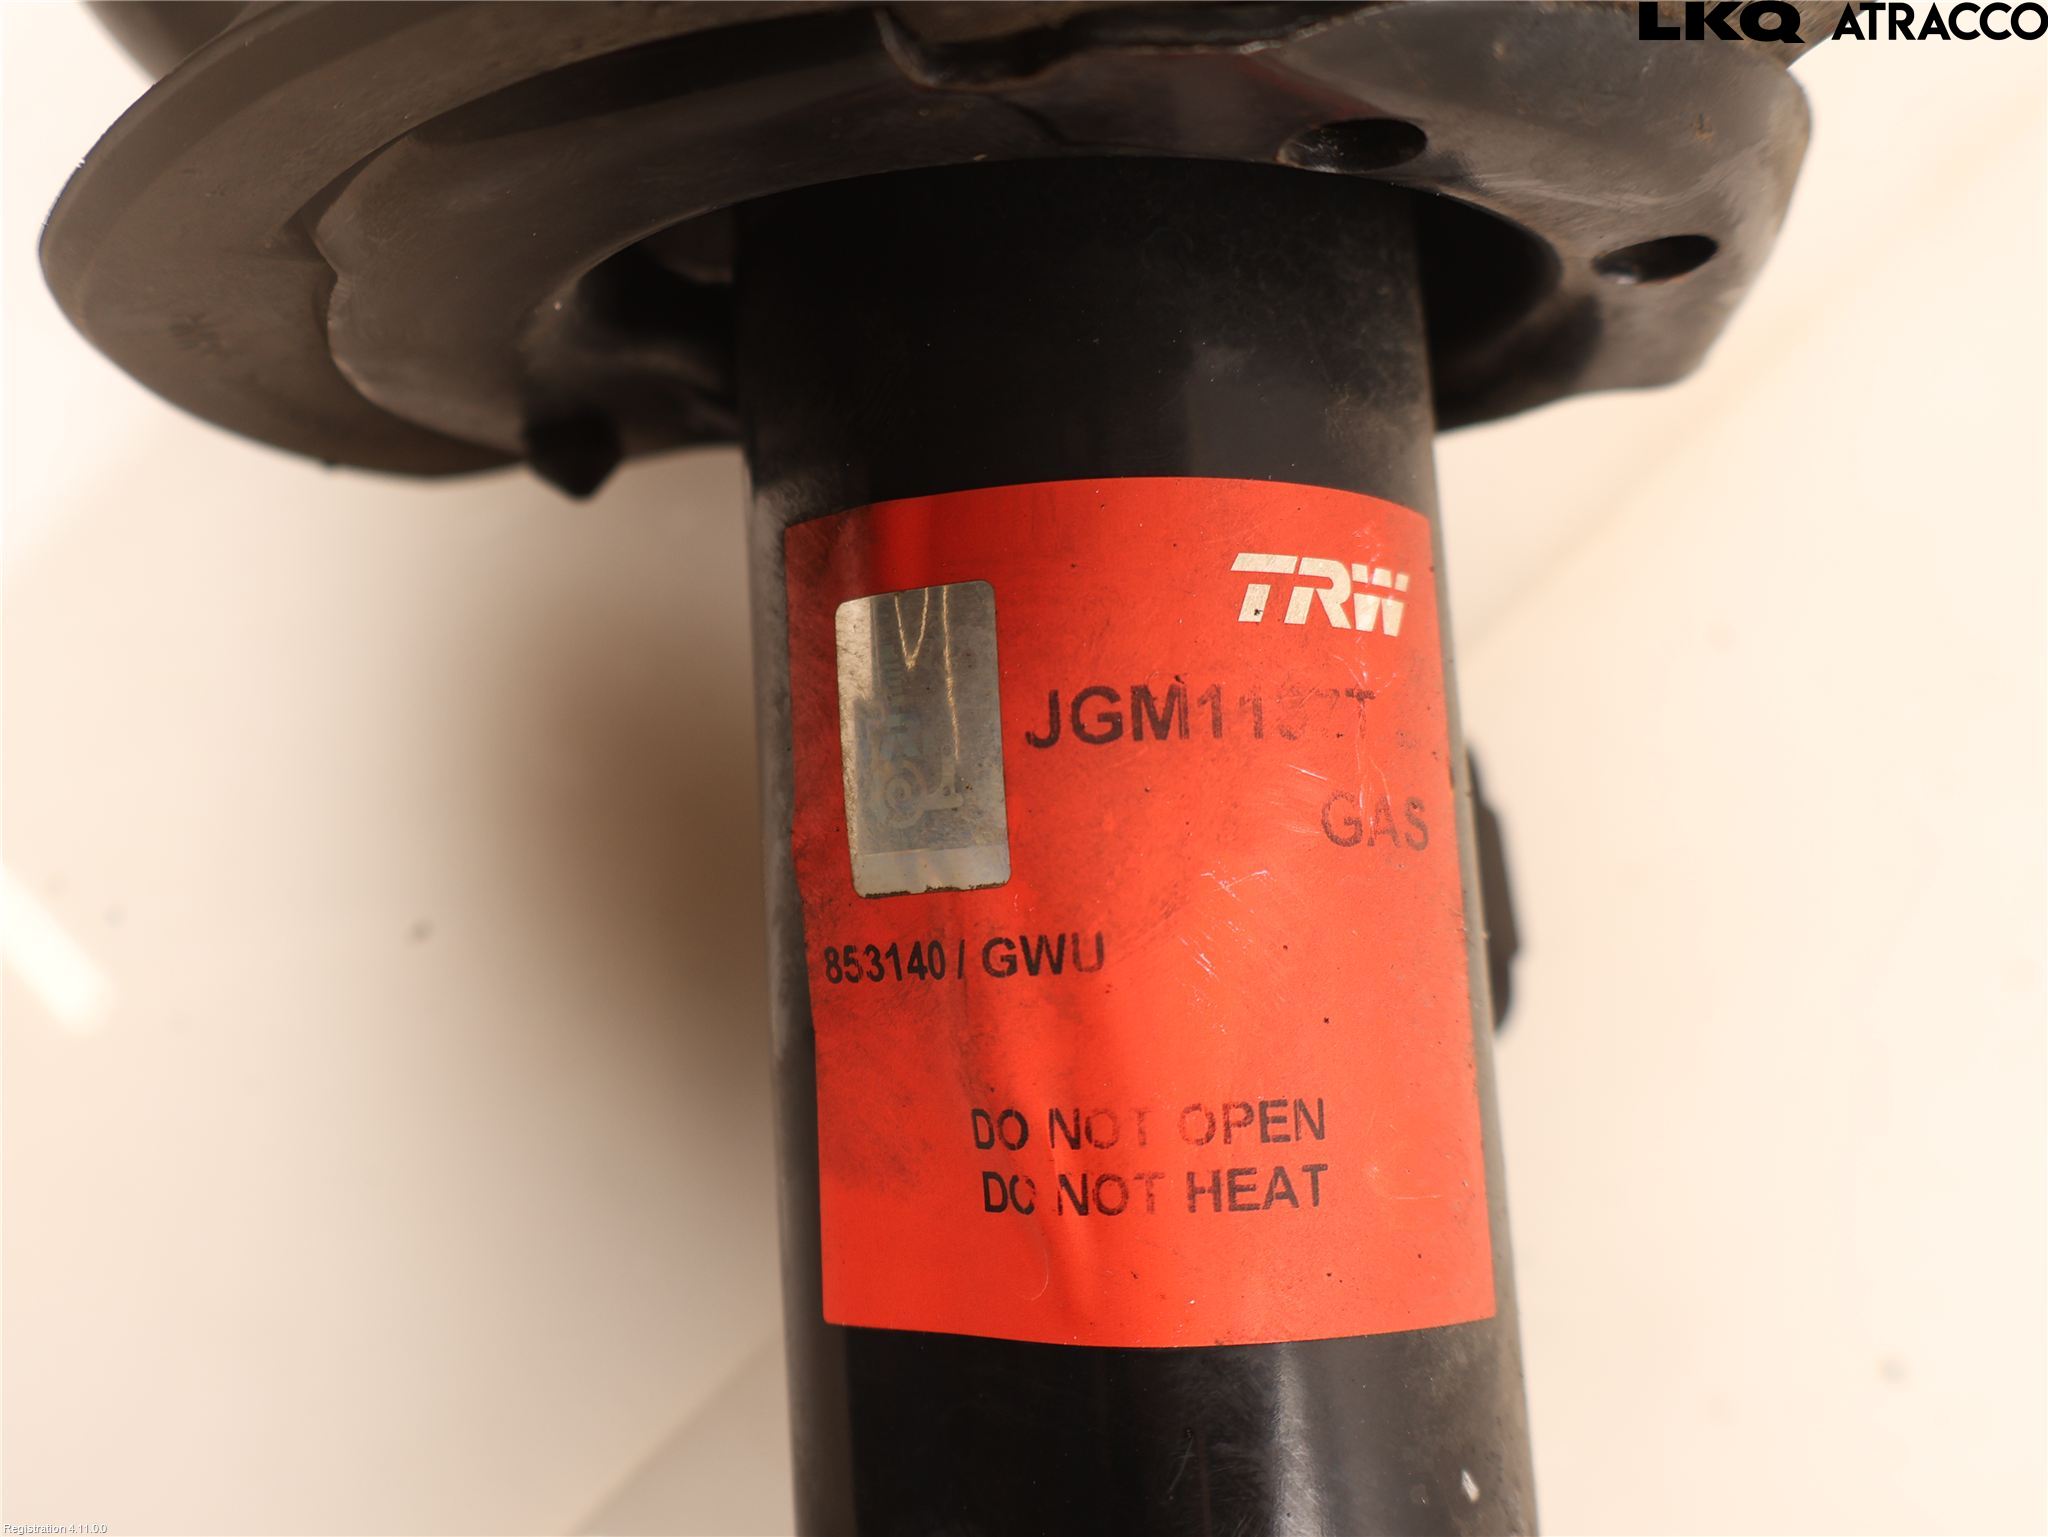 LKQ ATRACCO
TRW
GAS
853140 / GWU
DO NOT OPEN
DO NOT HEAT
Registration 4.11.0.0